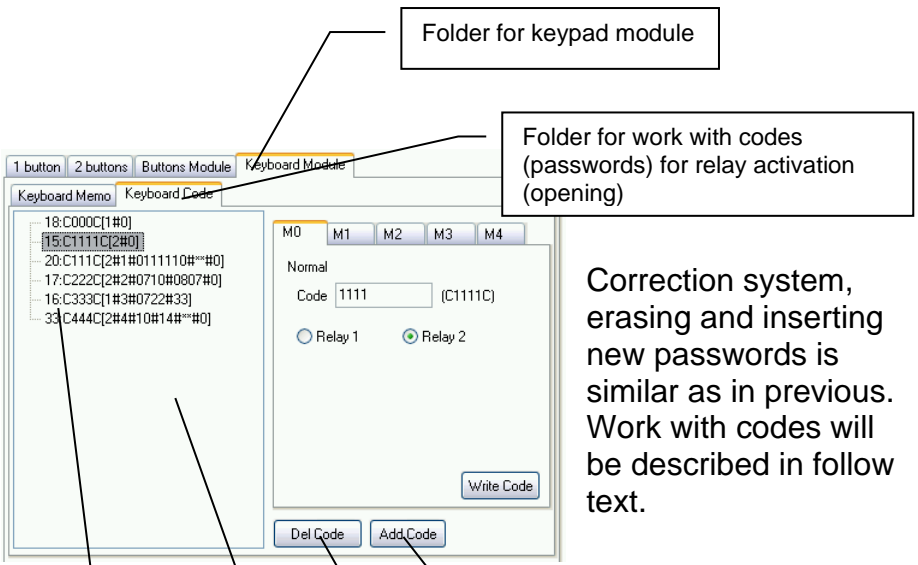 Folder for keypad module
Folder for work with codes
(passwords) for relay activation
(opening)
1 button 2 buttons Buttons Module Keyboard Module
Keyboard Memo Keyboard Code
18:C000C[1#0]
15:C1111C[2#0]
20:C111C[2#1#0111110#**#0]
17:C222C[2#2#0710#0807#0]
16:C333C[1#3#0722#33]
33:C444C[2#4#10#14#**#0]
M0 M1 M2 M3 M4
Normal
Code 1111 (C1111C)
Relay 1 Relay 2
Write Code
Del Code Add Code
Correction system,
erasing and inserting
new passwords is
similar as in previous.
Work with codes will
be described in follow
text.